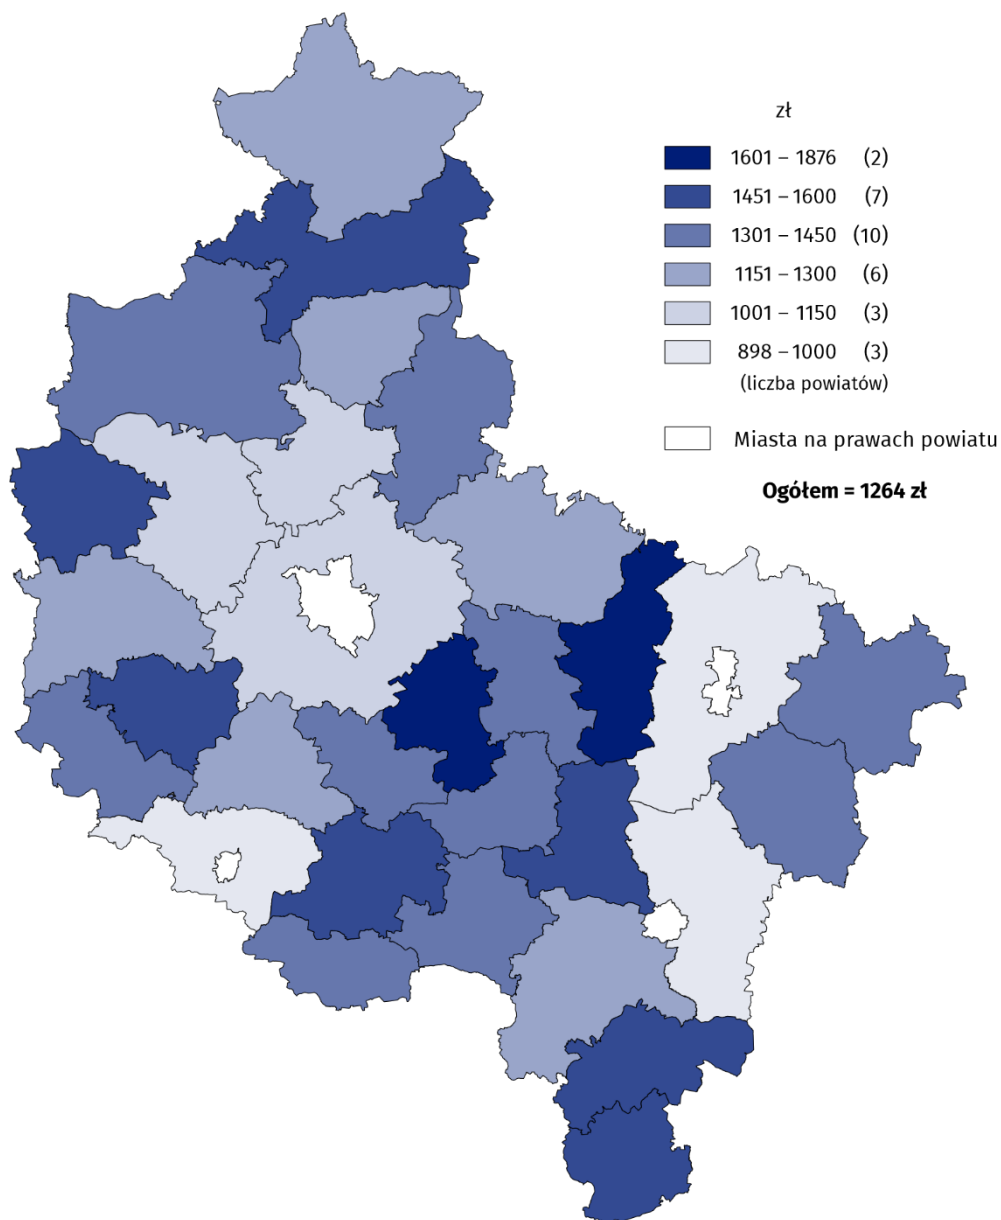 zł
1601 – 1876 (2)
1451 – 1600 (7)
1301 – 1450 (10)
1151 – 1300 (6)
1001 – 1150 (3)
898 – 1000 (3)
(liczba powiatów)
Miasta na prawach powiatu
Ogółem = 1264 zł